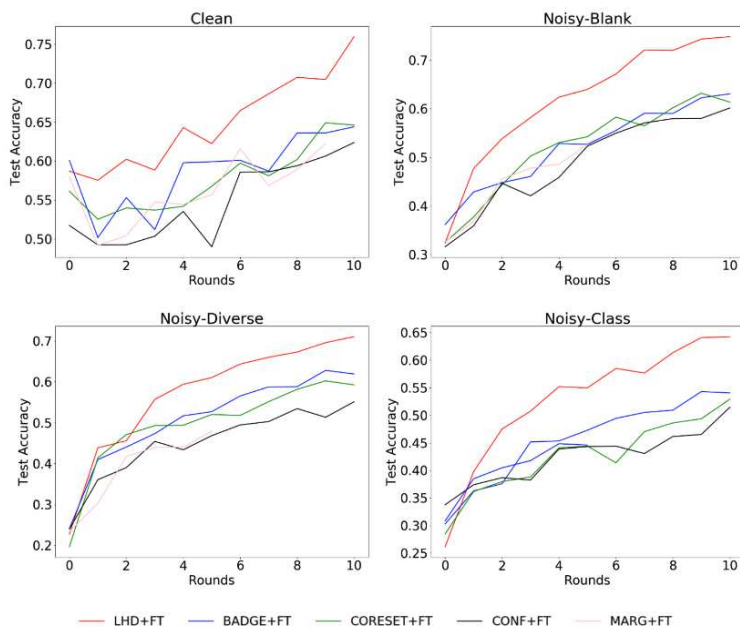 Clean
Noisy-Blank
Test Accuracy
0.75
0.70
0.65
0.60
0.55
0.50
0 2 4 6 8 10
Rounds
Test Accuracy
0.7
0.6
0.5
0.4
0.3
0 2 4 6 8 10
Rounds
Noisy-Diverse
Noisy-Class
Test Accuracy
0.7
0.6
0.5
0.4
0.3
0.2
0 2 4 6 8 10
Rounds
Test Accuracy
0.65
0.60
0.55
0.50
0.45
0.40
0.35
0.30
0.25
0 2 4 6 8 10
Rounds
LHD+FT BADGE+FT CORESET+FT CONF+FT MARG+FT